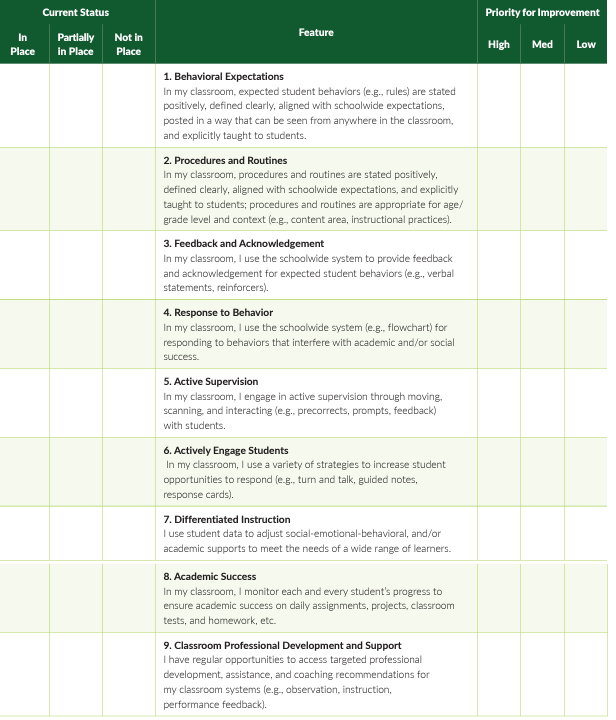 Current Status
Priority for Improvement
In
Place
Partially
in Place
Not in
Place
Feature
High
Med
Low
1. Behavioral Expectations
In my classroom, expected student behaviors (e.g., rules) are stated
positively, defined clearly, aligned with schoolwide expectations,
posted in a way that can be seen from anywhere in the classroom,
and explicitly taught to students.
2. Procedures and Routines
In my classroom, procedures and routines are stated positively,
defined clearly, aligned with schoolwide expectations, and explicitly
taught to students; procedures and routines are appropriate for age/
grade level and context (e.g., content area, instructional practices).
3. Feedback and Acknowledgement
In my classroom, I use the schoolwide system to provide feedback
and acknowledgement for expected student behaviors (e.g., verbal
statements, reinforcers).
4. Response to Behavior
In my classroom, I use the schoolwide system (e.g., flowchart) for
responding to behaviors that interfere with academic and/or social
success.
5. Active Supervision
In my classroom, I engage in active supervision through moving,
scanning, and interacting (e.g., precorrects, prompts, feedback)
with students.
6. Actively Engage Students
In my classroom, I use a variety of strategies to increase student
opportunities to respond (e.g., turn and talk, guided notes,
response cards).
7. Differentiated Instruction
I use student data to adjust social-emotional-behavioral, and/or
academic supports to meet the needs of a wide range of learners.
8. Academic Success
In my classroom, I monitor each and every student's progress to
ensure academic success on daily assignments, projects, classroom
tests, and homework, etc.
9. Classroom Professional Development and Support
I have regular opportunities to access targeted professional
development, assistance, and coaching recommendations for
my classroom systems (e.g., observation, instruction,
performance feedback).